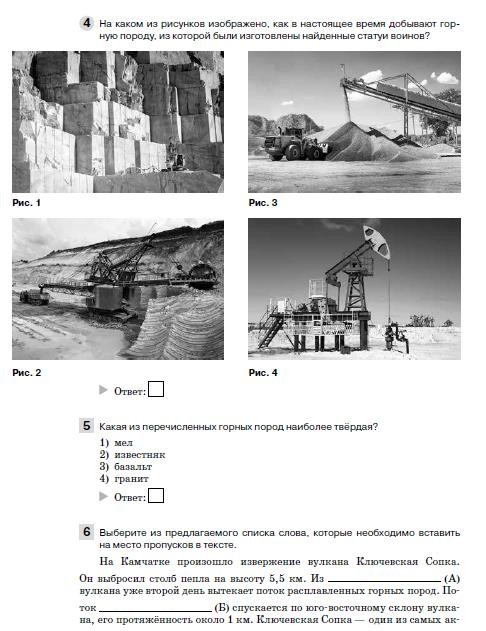 4 На каком из рисунков изображено, как в настоящее время добывают гор-
ную породу, из которой были изготовлены найденные статуи воинов?
Рис. 1
Рис. 3
Рис. 2
Рис. 4
Ответ:
5 Какая из перечисленных горных пород наиболее твёрдая?
1) мел
2) известняк
3) базальт
4) гранит
Ответ:
6 Выберите из предлагаемого списка слова, которые необходимо вставить
на место пропусков в тексте.
На Камчатке произошло извержение вулкана Ключевская Сопка.
Он выбросил столб пепла на высоту 5,5 км. Из ____ (А)
вулкана уже второй день вытекает поток расплавленных горных пород. По-
ток ____ (Б) спускается по юго-восточному склону вулка-
на, его протяжённость около 1 км. Ключевская Сопка – один из самых ак-